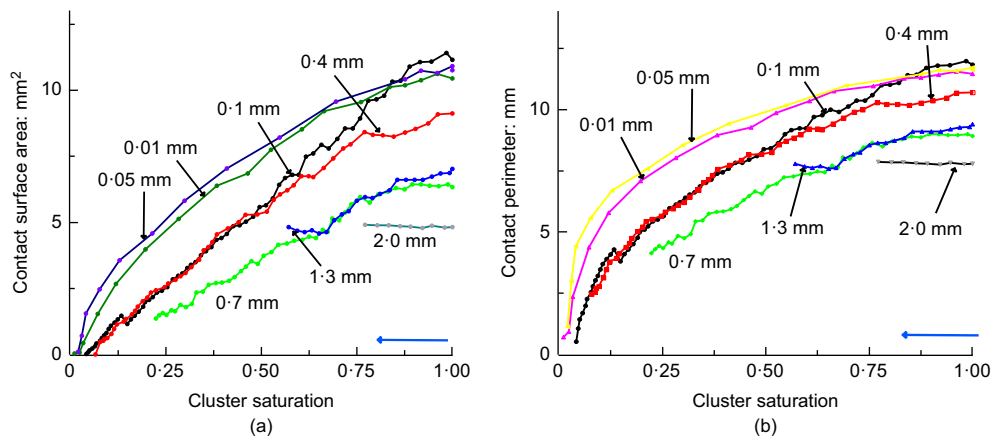 Contact surface area: mm²
10
5
0
0·4 mm
0·1 mm
0·01 mm
0·05 mm
2·0 mm
1·3 mm
0·7 mm
0
0·25
0·50
0·75
1·00
Cluster saturation
(a)
Contact perimeter: mm
10
5
0
0·4 mm
0·1 mm
0·05 mm
0·01 mm
2·0 mm
1·3 mm
0·7 mm
0
0·25
0·50
0·75
1·00
Cluster saturation
(b)